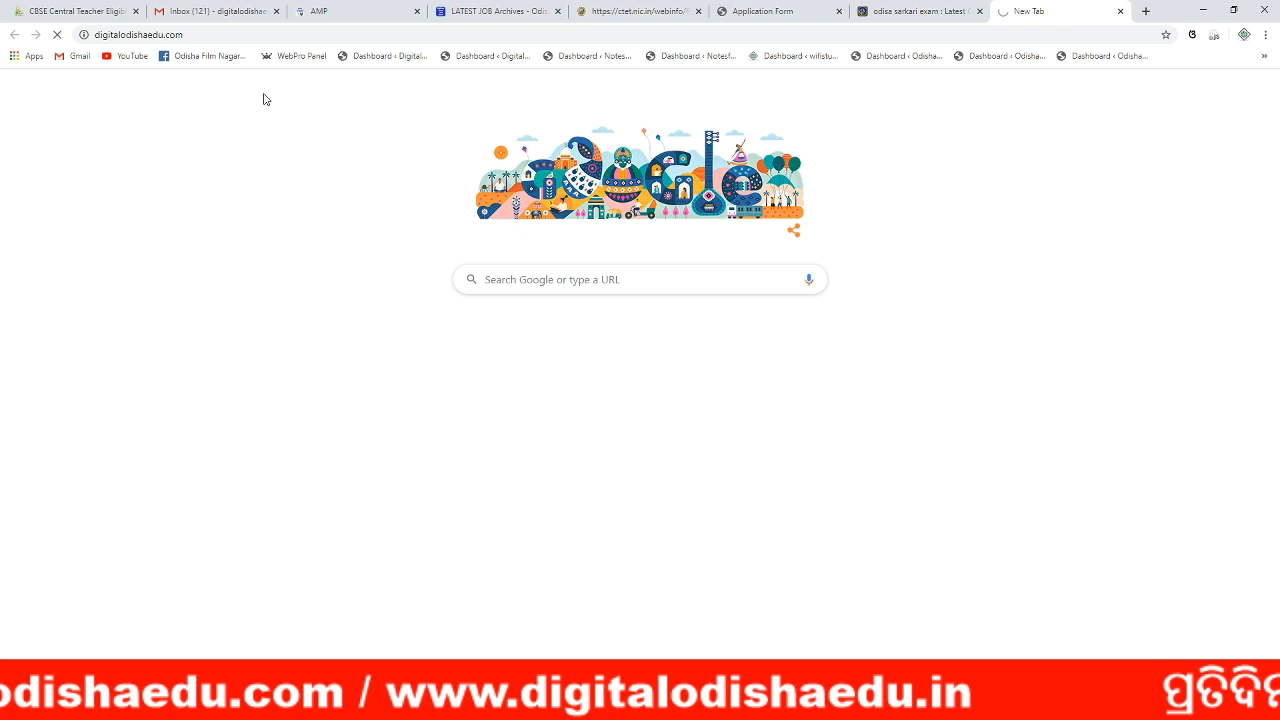 CBSE Central Teacher Eligib
Inbox (121) - digitalodishae
AMP
LATEST JOB Archives - Odis
https://ctet.nic.in/webinfo/F
Application Form
odisa sarkari exam : Latest
New Tab
digitalodishaedu.com
Apps
Gmail
YouTube
Odisha Film Nagar...
WebPro Panel
Dashboard ‹ Digital...
Dashboard ‹ Digital...
Dashboard ‹ Notes...
Dashboard ‹ Notesf...
Dashboard ‹ wifistu...
Dashboard ‹ Odisha...
Dashboard ‹ Odisha...
Dashboard ‹ Odisha...
Search Google or type a URL
odishaedu.com / www.digitalodishaedu.in